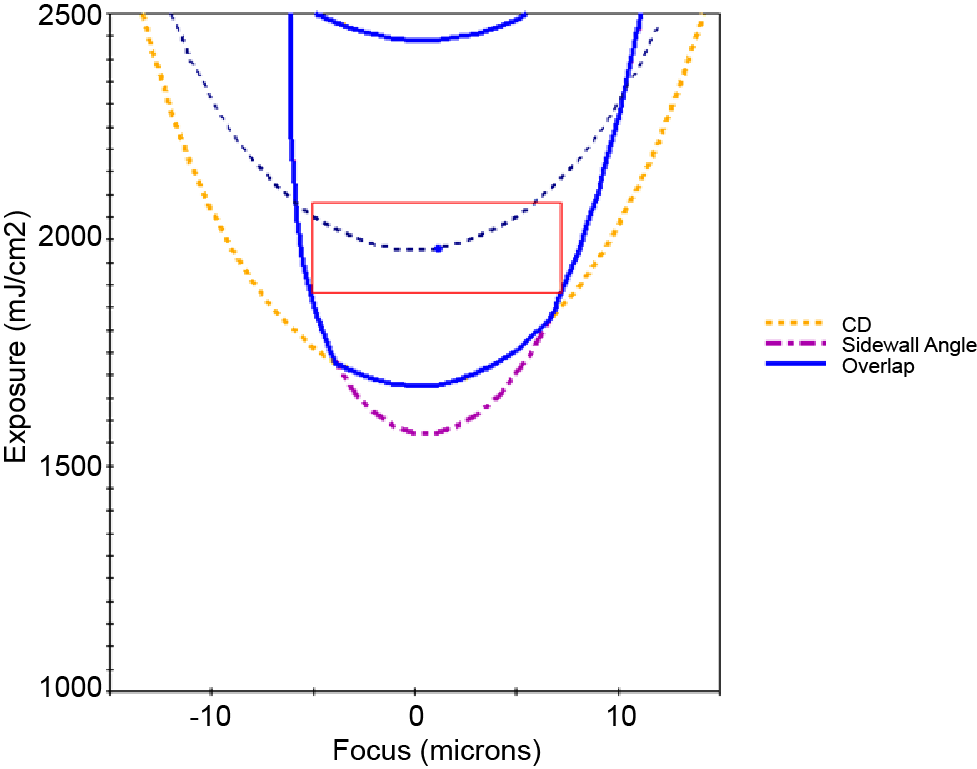 2500
2000
1500
1000
Exposure (mJ/cm2)
-10
0
10
Focus (microns)
CD
Sidewall Angle
Overlap